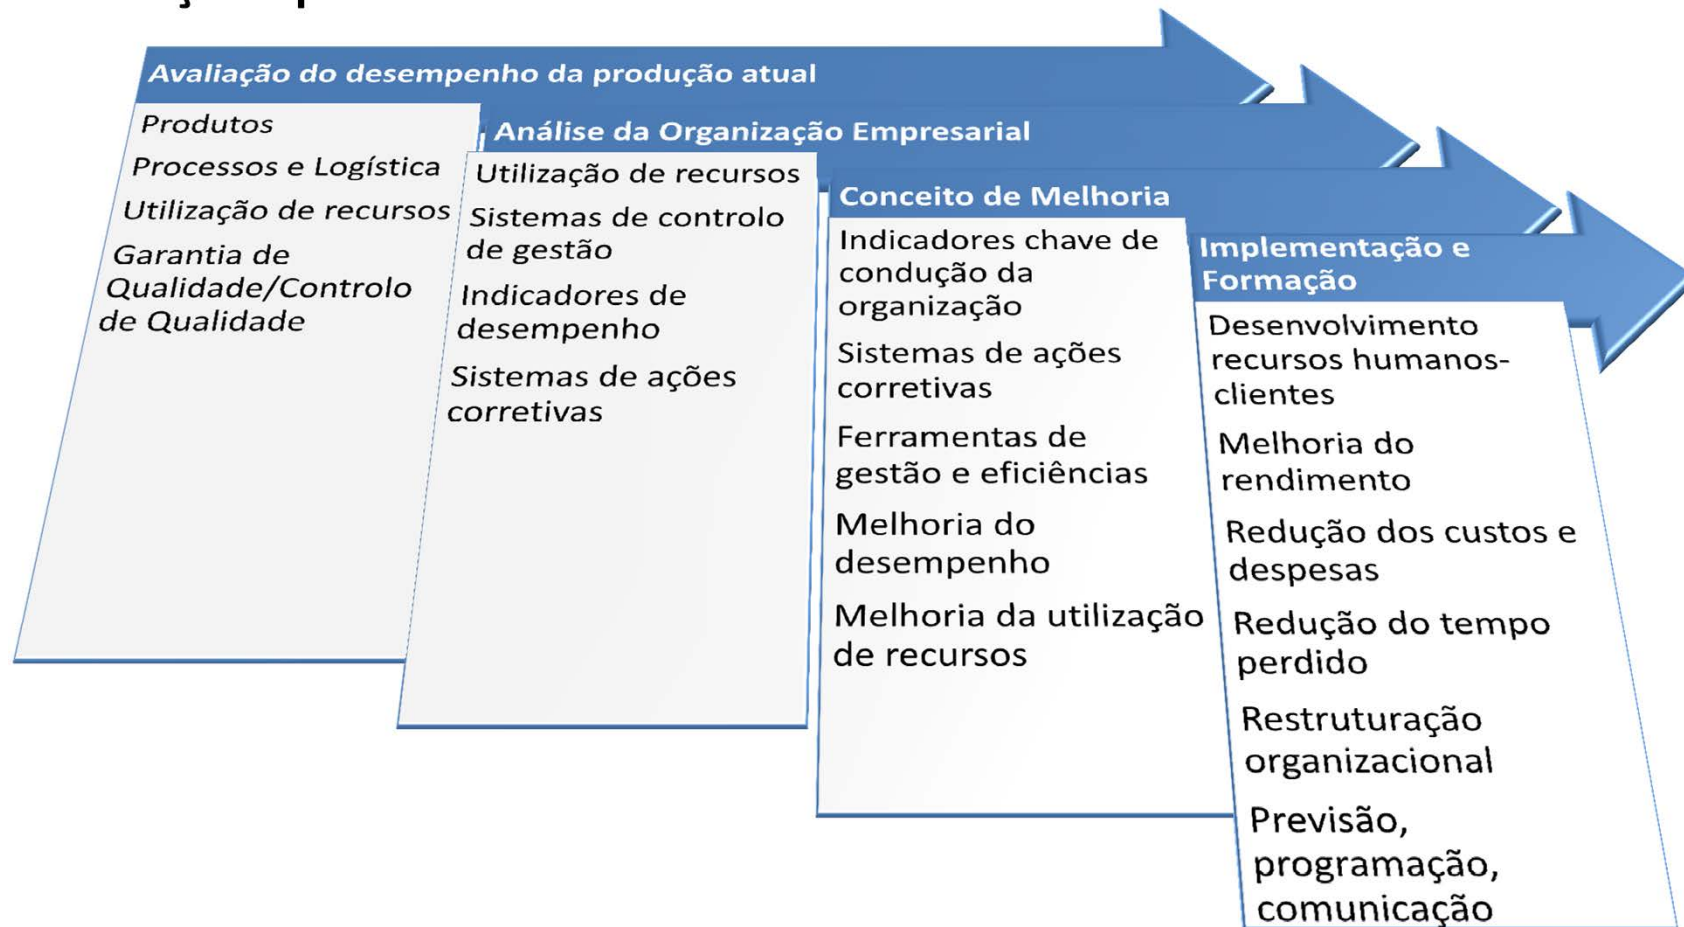 Avaliação do desempenho da produção atual
Produtos
Processos e Logística
Utilização de recursos
Garantia de
Qualidade/Controlo
de Qualidade
Análise da Organização Empresarial
Utilização de recursos
Sistemas de controlo
de gestão
Indicadores de
desempenho
Sistemas de ações
corretivas
Conceito de Melhoria
Indicadores chave de
condução da
organização
Sistemas de ações
corretivas
Ferramentas de
gestão e eficiências
Melhoria do
desempenho
Melhoria da utilização
de recursos
Implementação e
Formação
Desenvolvimento
recursos humanos-
clientes
Melhoria do
rendimento
Redução dos custos e
despesas
Redução do tempo
perdido
Restruturação
organizacional
Previsão,
programação,
comunicação